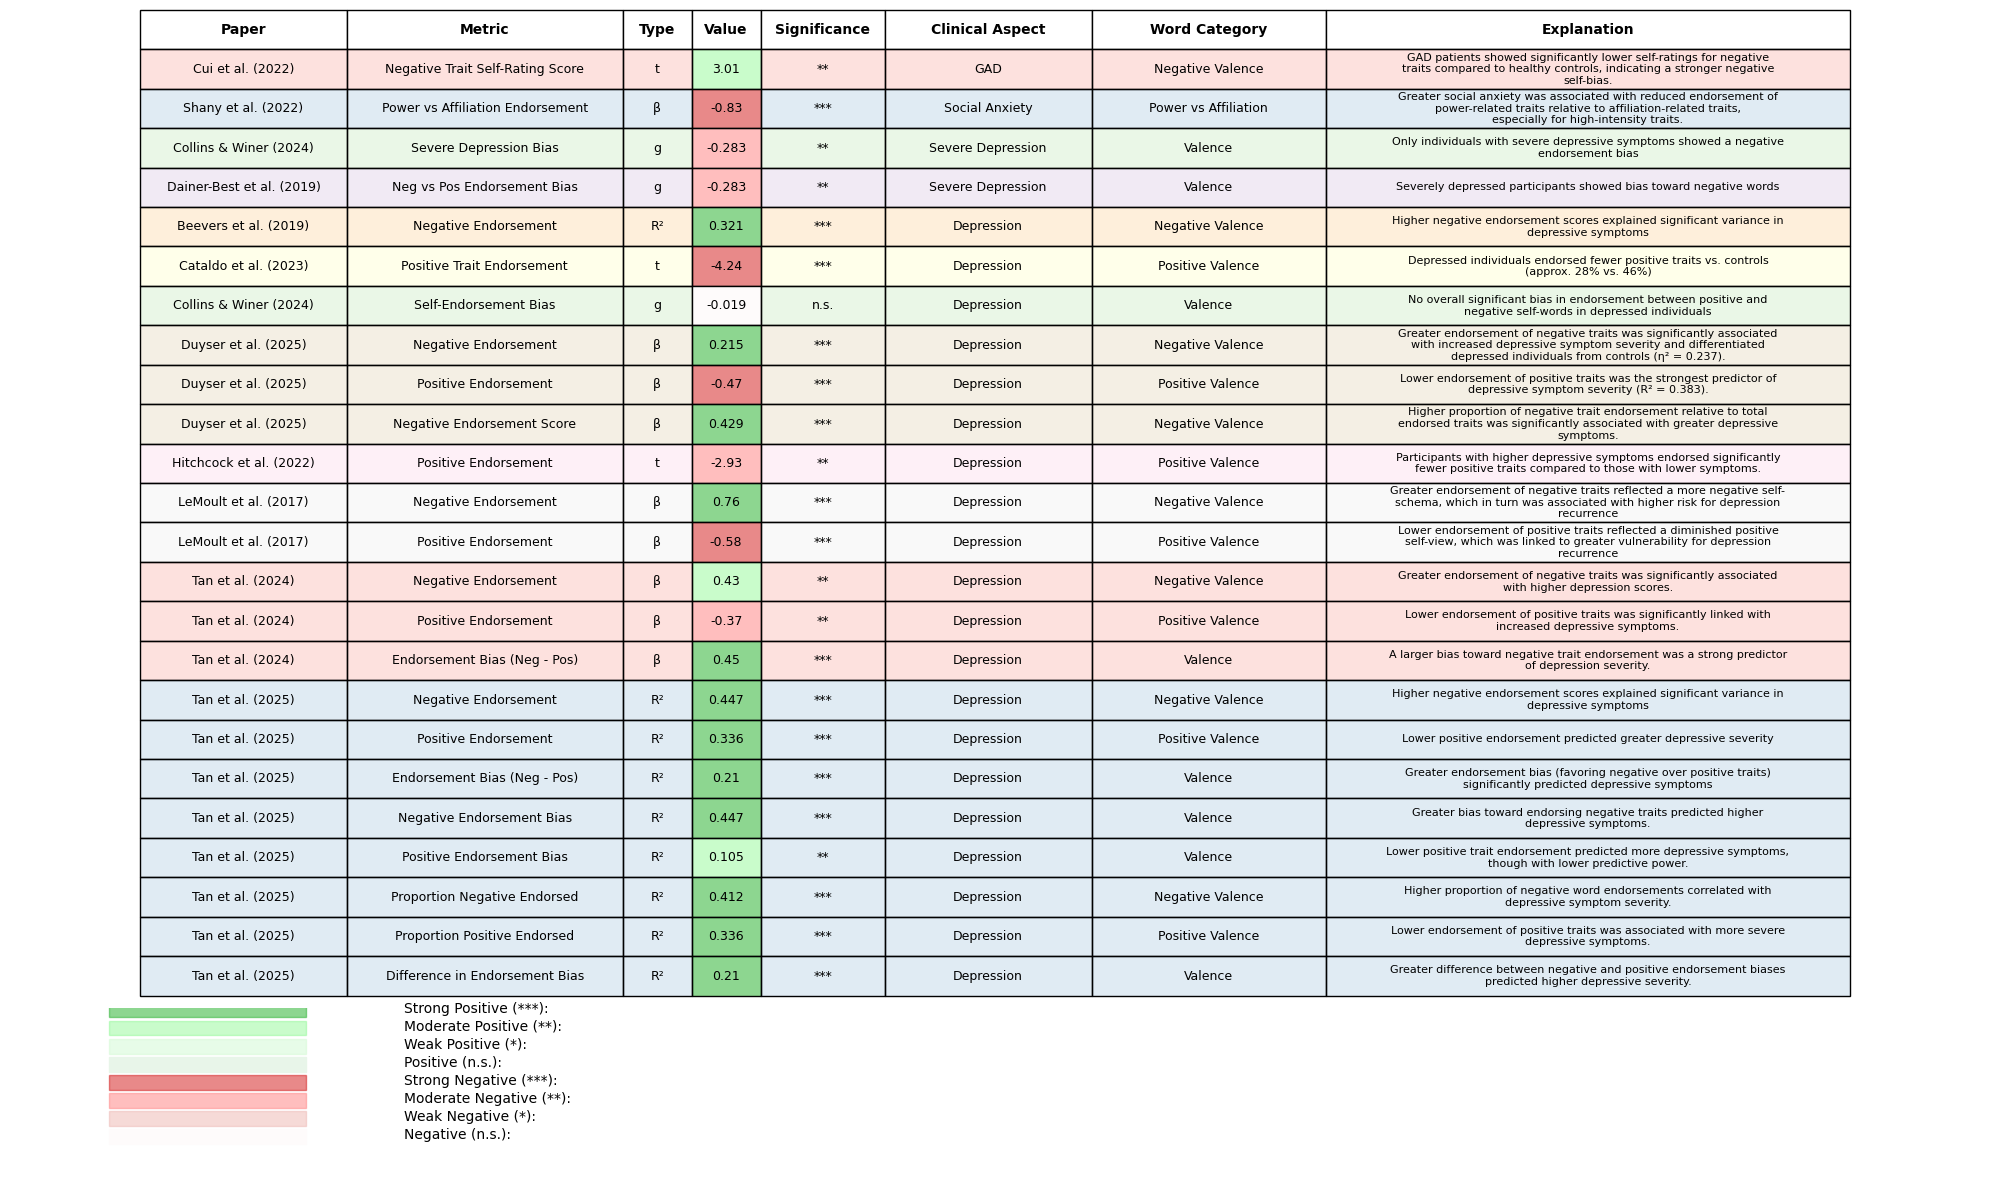 Paper Metric Type Value Significance Clinical Aspect Word Category Explanation
Cui et al. (2022) Negative Trait Self-Rating Score t 3.01 ** GAD Negative Valence GAD patients showed significantly lower self-ratings for negative
traits compared to healthy controls, indicating a stronger negative
self-bias.
Shany et al. (2022) Power vs Affiliation Endorsement β -0.83 *** Social Anxiety Power vs Affiliation Greater social anxiety was associated with reduced endorsement of
power-related traits relative to affiliation-related traits,
especially for high-intensity traits.
Collins & Winer (2024) Severe Depression Bias g -0.283 ** Severe Depression Valence Only individuals with severe depressive symptoms showed a negative
endorsement bias
Dainer-Best et al. (2019) Neg vs Pos Endorsement Bias g -0.283 ** Severe Depression Valence Severely depressed participants showed bias toward negative words
Beevers et al. (2019) Negative Endorsement R² 0.321 *** Depression Negative Valence Higher negative endorsement scores explained significant variance in
depressive symptoms
Cataldo et al. (2023) Positive Trait Endorsement t -4.24 *** Depression Positive Valence Depressed individuals endorsed fewer positive traits vs. controls
(approx. 28% vs. 46%)
Collins & Winer (2024) Self-Endorsement Bias g -0.019 n.s. Depression Valence No overall significant bias in endorsement between positive and
negative self-words in depressed individuals
Duyser et al. (2025) Negative Endorsement β 0.215 *** Depression Negative Valence Greater endorsement of negative traits was significantly associated
with increased depressive symptom severity and differentiated
depressed individuals from controls (η² = 0.237).
Duyser et al. (2025) Positive Endorsement β -0.47 *** Depression Positive Valence Lower endorsement of positive traits was the strongest predictor of
depressive symptom severity (R² = 0.383).
Duyser et al. (2025) Negative Endorsement Score β 0.429 *** Depression Negative Valence Higher proportion of negative trait endorsement relative to total
endorsed traits was significantly associated with greater depressive
symptoms.
Hitchcock et al. (2022) Positive Endorsement t -2.93 ** Depression Positive Valence Participants with higher depressive symptoms endorsed significantly
fewer positive traits compared to those with lower symptoms.
LeMoult et al. (2017) Negative Endorsement β 0.76 *** Depression Negative Valence Greater endorsement of negative traits reflected a more negative self-
schema, which in turn was associated with higher risk for depression
recurrence
LeMoult et al. (2017) Positive Endorsement β -0.58 *** Depression Positive Valence Lower endorsement of positive traits reflected a diminished positive
self-view, which was linked to greater vulnerability for depression
recurrence
Tan et al. (2024) Negative Endorsement β 0.43 ** Depression Negative Valence Greater endorsement of negative traits was significantly associated
with higher depression scores.
Tan et al. (2024) Positive Endorsement β -0.37 ** Depression Positive Valence Lower endorsement of positive traits was significantly linked with
increased depressive symptoms.
Tan et al. (2024) Endorsement Bias (Neg - Pos) β 0.45 *** Depression Valence A larger bias toward negative trait endorsement was a strong predictor
of depression severity.
Tan et al. (2025) Negative Endorsement R² 0.447 *** Depression Negative Valence Higher negative endorsement scores explained significant variance in
depressive symptoms
Tan et al. (2025) Positive Endorsement R² 0.336 *** Depression Positive Valence Lower positive endorsement predicted greater depressive severity
Tan et al. (2025) Endorsement Bias (Neg - Pos) R² 0.21 *** Depression Valence Greater endorsement bias (favoring negative over positive traits)
significantly predicted depressive symptoms
Tan et al. (2025) Negative Endorsement Bias R² 0.447 *** Depression Valence Greater bias toward endorsing negative traits predicted higher
depressive symptoms.
Tan et al. (2025) Positive Endorsement Bias R² 0.105 ** Depression Valence Lower positive trait endorsement predicted more depressive symptoms,
though with lower predictive power.
Tan et al. (2025) Proportion Negative Endorsed R² 0.412 *** Depression Negative Valence Higher proportion of negative word endorsements correlated with
depressive symptom severity.
Tan et al. (2025) Proportion Positive Endorsed R² 0.336 *** Depression Positive Valence Lower endorsement of positive traits was associated with more severe
depressive symptoms.
Tan et al. (2025) Difference in Endorsement Bias R² 0.21 *** Depression Valence Greater difference between negative and positive endorsement biases
predicted higher depressive severity.
Strong Positive (***):
Moderate Positive (**):
Weak Positive (*):
Positive (n.s.):
Strong Negative (***):
Moderate Negative (**):
Weak Negative (*):
Negative (n.s.):